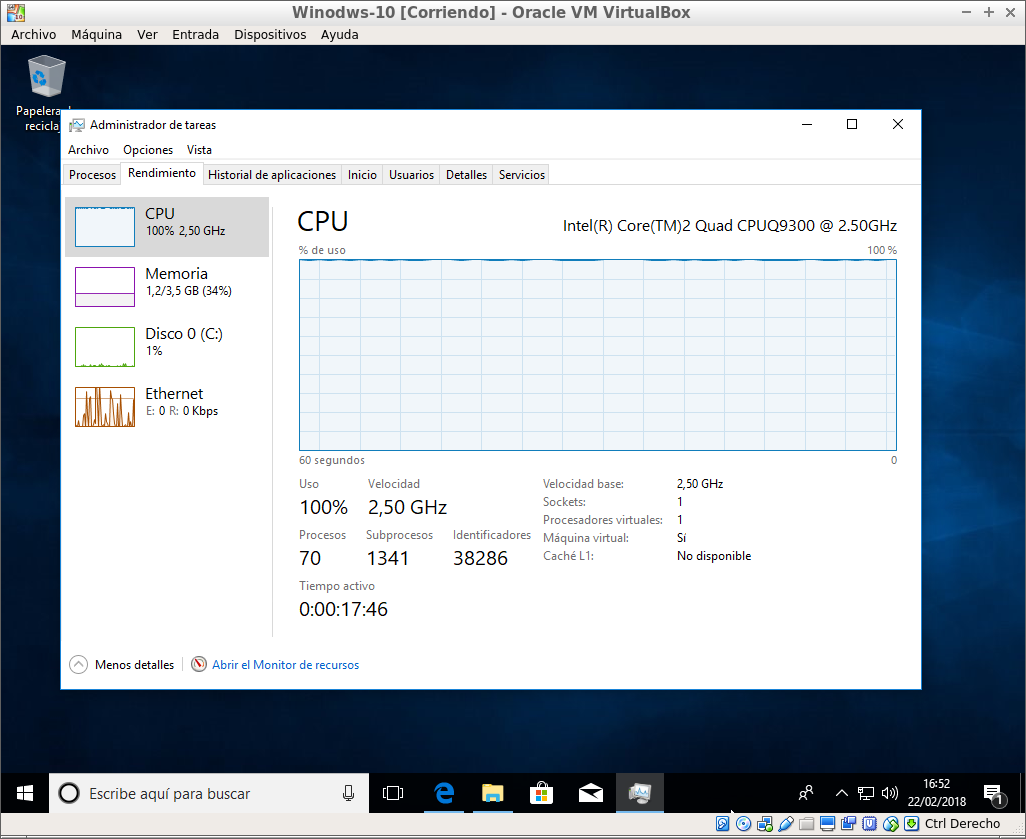 Winodws-10 [Corriendo] - Oracle VM VirtualBox
Archivo Máquina Ver Entrada Dispositivos Ayuda
Papelera
recicla
Administrador de tareas
Archivo Opciones Vista
Procesos Rendimiento Historial de aplicaciones Inicio Usuarios Detalles Servicios
CPU
100% 2,50 GHz
Memoria
1,2/3,5 GB (34%)
Disco 0 (C:)
1%
Ethernet
E: 0 R: 0 Kbps
CPU Intel(R) Core(TM)2 Quad CPUQ9300 @ 2.50GHz
% de uso 100 %
60 segundos 0
Uso Velocidad
100% 2,50 GHz
Procesos Subprocesos Identificadores
70 1341 38286
Tiempo activo
0:00:17:46
Velocidad base: 2,50 GHz
Sockets: 1
Procesadores virtuales: 1
Máquina virtual: Sí
Caché L1: No disponible
Menos detalles Abrir el Monitor de recursos
Escribe aquí para buscar
16:52
22/02/2018
1
Ctrl Derecho